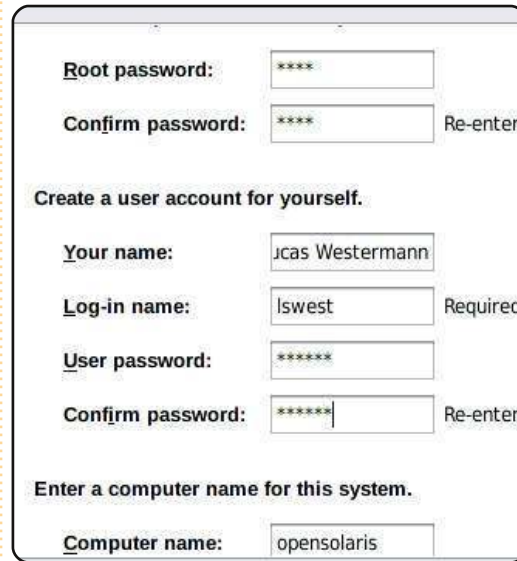 Root password: ****
Confirm password: **** Re-enter
Create a user account for yourself.
Your name: ucas Westermann
Log-in name: lswest Required
User password: ******
Confirm password: ****** Re-enter
Enter a computer name for this system.
Computer name: opensolaris